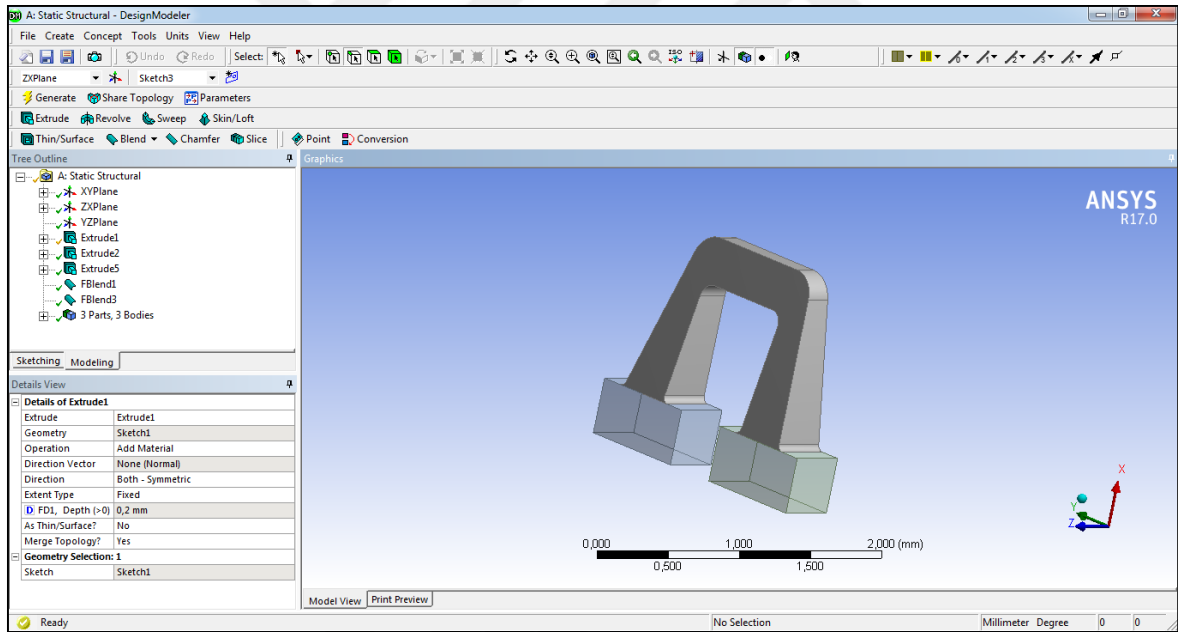 A: Static Structural - DesignModeler
File Create Concept Tools Units View Help
Undo Redo Select:
ZXPlane Sketch3
Generate Share Topology Parameters
Extrude Revolve Sweep Skin/Loft
Thin/Surface Blend Chamfer Slice Point Conversion
Tree Outline
A: Static Structural
XYPlane
ZXPlane
YZPlane
Extrude1
Extrude2
Extrude5
FBlend1
FBlend3
3 Parts, 3 Bodies
Sketching Modeling
Details View
Details of Extrude1
Extrude Extrude1
Geometry Sketch1
Operation Add Material
Direction Vector None (Normal)
Direction Both - Symmetric
Extent Type Fixed
D FD1, Depth (>0) 0,2 mm
As Thin/Surface? No
Merge Topology? Yes
Geometry Selection: 1
Sketch Sketch1
Graphics
ANSYS
R17.0
X
Y
Z
0,000 1,000 2,000 (mm)
0,500 1,500
Model View Print Preview
Ready No Selection Millimeter Degree 0 0